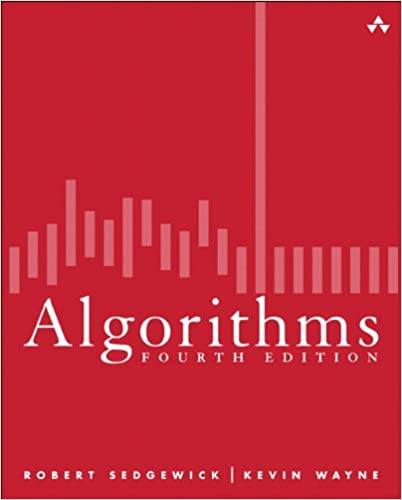 Algorithms
FOURTH EDITION
ROBERT SEDGEWICK | KEVIN WAYNE